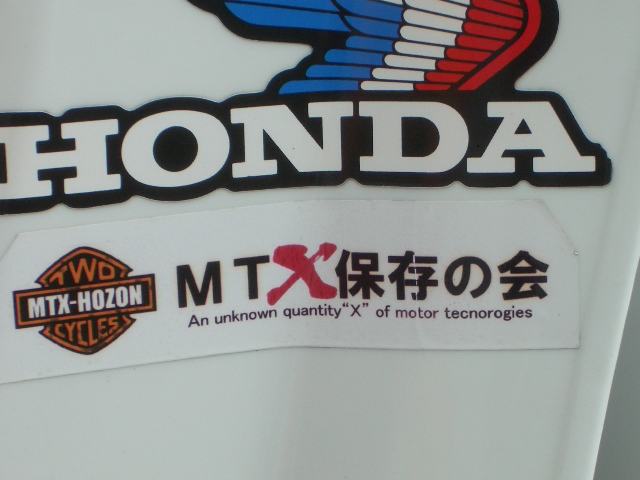 HONDA
TWO
MTX-HOZON
CYCLES
MTX保存の会
An unknown quantity"X" of motor tecnorogies